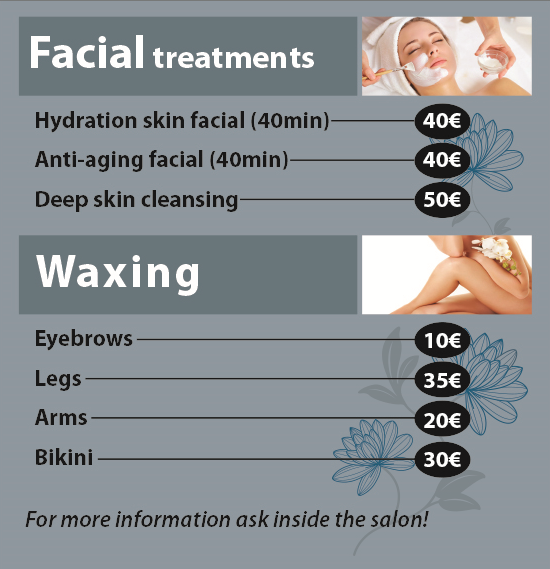 Facial treatments
Hydration skin facial (40min) 40€
Anti-aging facial (40min) 40€
Deep skin cleansing 50€
Waxing
Eyebrows 10€
Legs 35€
Arms 20€
Bikini 30€
For more information ask inside the salon!